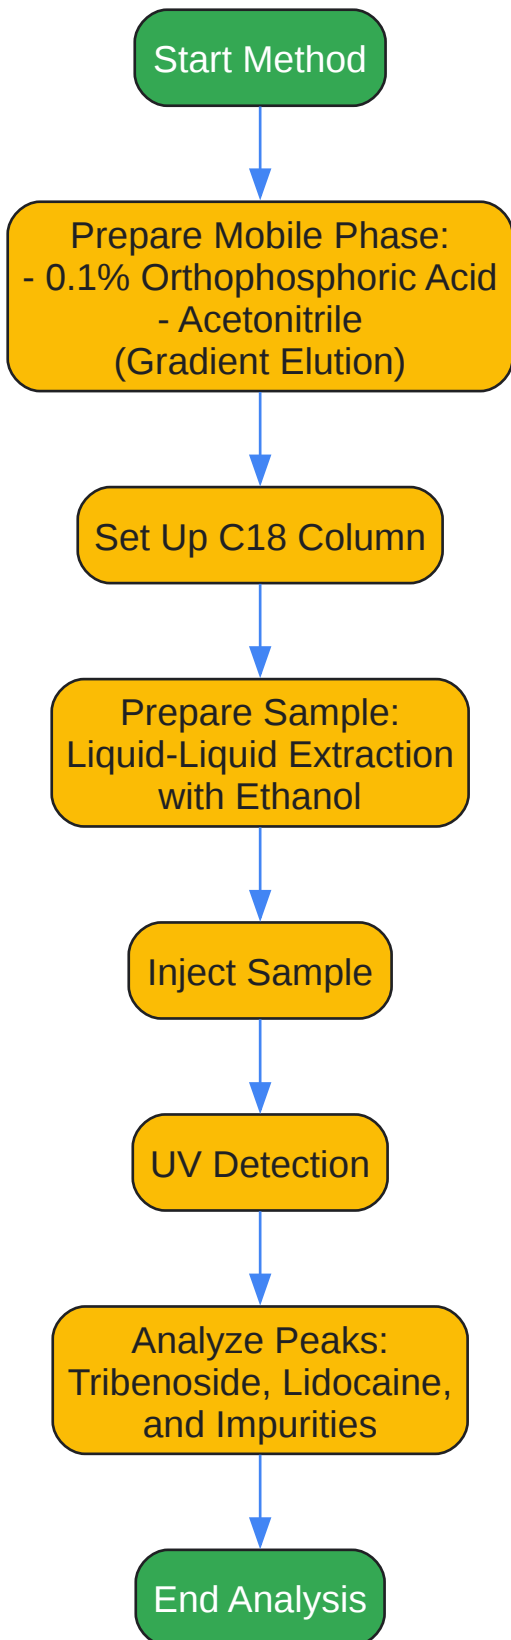 Start Method
Prepare Mobile Phase:
- 0.1% Orthophosphoric Acid
- Acetonitrile
(Gradient Elution)
Set Up C18 Column
Prepare Sample:
Liquid-Liquid Extraction
with Ethanol
Inject Sample
UV Detection
Analyze Peaks:
Tribenoside, Lidocaine,
and Impurities
End Analysis